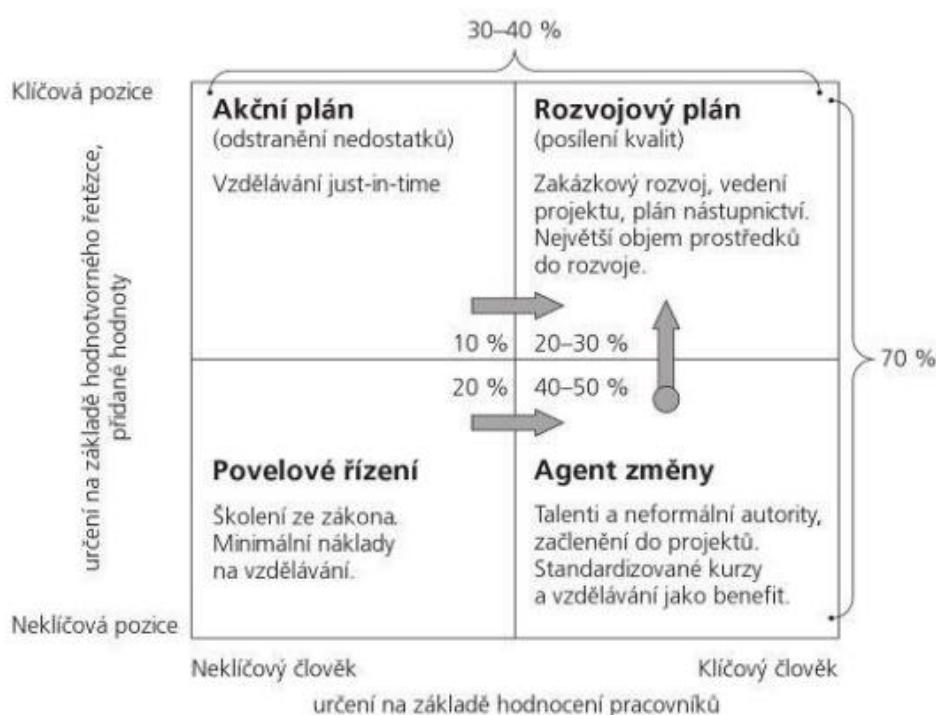 30–40 %
Klíčová pozice
Akční plán
(odstranění nedostatků)
Vzdělávání just-in-time
Rozvojový plán
(posílení kvalit)
Zakázkový rozvoj, vedení
projektu, plán nástupnictví.
Největší objem prostředků
do rozvoje.
určení na základě hodnotvorného řetězce,
přidané hodnoty
10 %
20–30 %
70 %
20 %
40–50 %
Povelové řízení
Školení ze zákona.
Minimální náklady
na vzdělávání.
Agent změny
Talenti a neformální autority,
začlenění do projektů.
Standardizované kurzy
a vzdělávání jako benefit.
Neklíčová pozice
Neklíčový člověk
Klíčový člověk
určení na základě hodnocení pracovníků